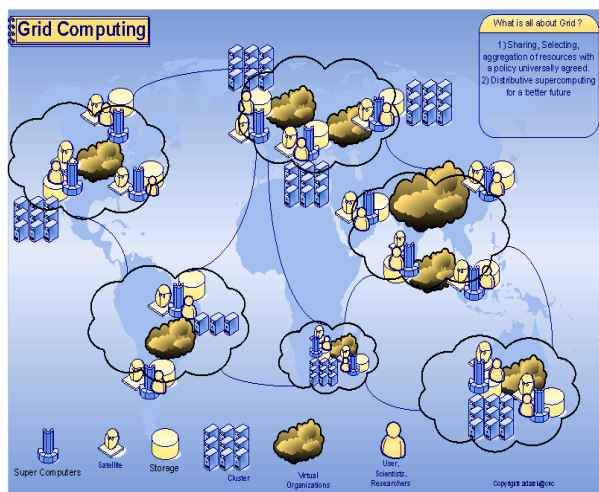 Grid Computing
What is all about Grid ?
1) Sharing, Selecting,
aggregation of resources with
a policy universally agreed.
2) Distributive supercomputing
for a better future
Super Computers
Satellite
Storage
Cluster
Virtual
Organizations
User,
Scientists,
Researchers